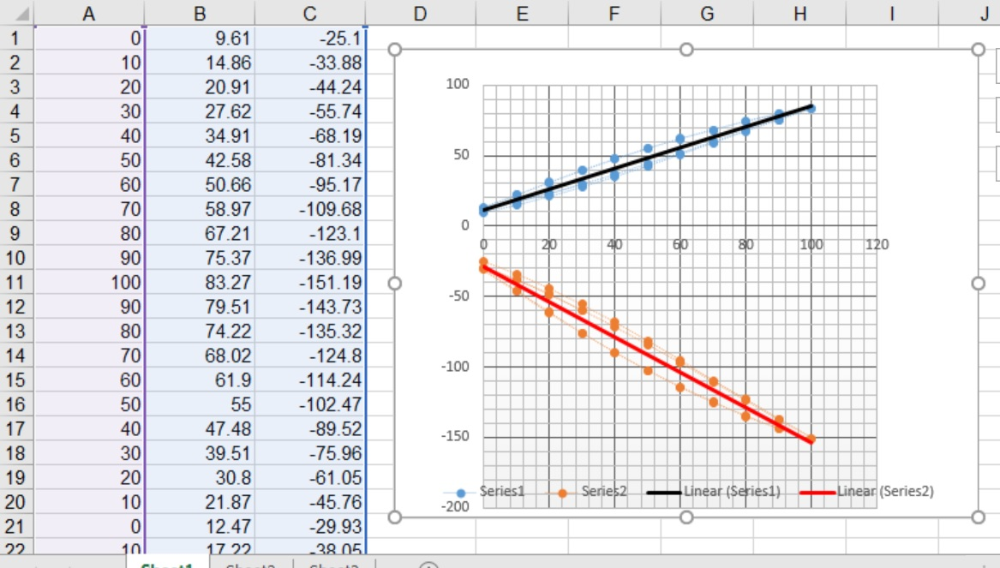 A B C D E F G H I J
1 0 9.61 -25.1
2 10 14.86 -33.88
3 20 20.91 -44.24
4 30 27.62 -55.74
5 40 34.91 -68.19
6 50 42.58 -81.34
7 60 50.66 -95.17
8 70 58.97 -109.68
9 80 67.21 -123.1
10 90 75.37 -136.99
11 100 83.27 -151.19
12 90 79.51 -143.73
13 80 74.22 -135.32
14 70 68.02 -124.8
15 60 61.9 -114.24
16 50 55 -102.47
17 40 47.48 -89.52
18 30 39.51 -75.96
19 20 30.8 -61.05
20 10 21.87 -45.76
21 0 12.47 -29.93
22 10 17.22 -38.05
100
50
0
0 20 40 60 80 100 120
-50
-100
-150
-200
Series1 Series2 Linear (Series1) Linear (Series2)
Sheet1 Sheet2 Sheet3